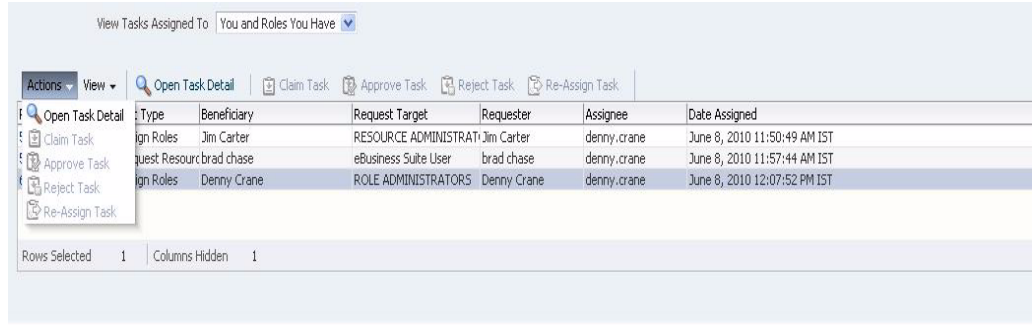 View Tasks Assigned To You and Roles You Have
Actions View Open Task Detail Claim Task Approve Task Reject Task Re-Assign Task
Type Beneficiary Request Target Requester Assignee Date Assigned
Open Task Detail
Roles Jim Carter RESOURCE ADMINISTRAT Jim Carter denny.crane June 8, 2010 11:50:49 AM IST
Claim Task
brad chase eBusiness Suite User brad chase denny.crane June 8, 2010 11:57:44 AM IST
Approve Task
Roles Denny Crane ROLE ADMINISTRATORS Denny Crane denny.crane June 8, 2010 12:07:52 PM IST
Reject Task
Re-Assign Task
Rows Selected 1 Columns Hidden 1